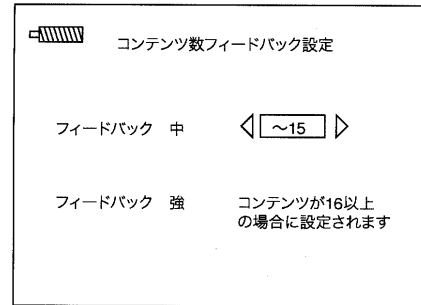 コンテンツ数フィードバック設定
フィードバック 中 ～15
フィードバック 強 コンテンツが16以上
の場合に設定されます